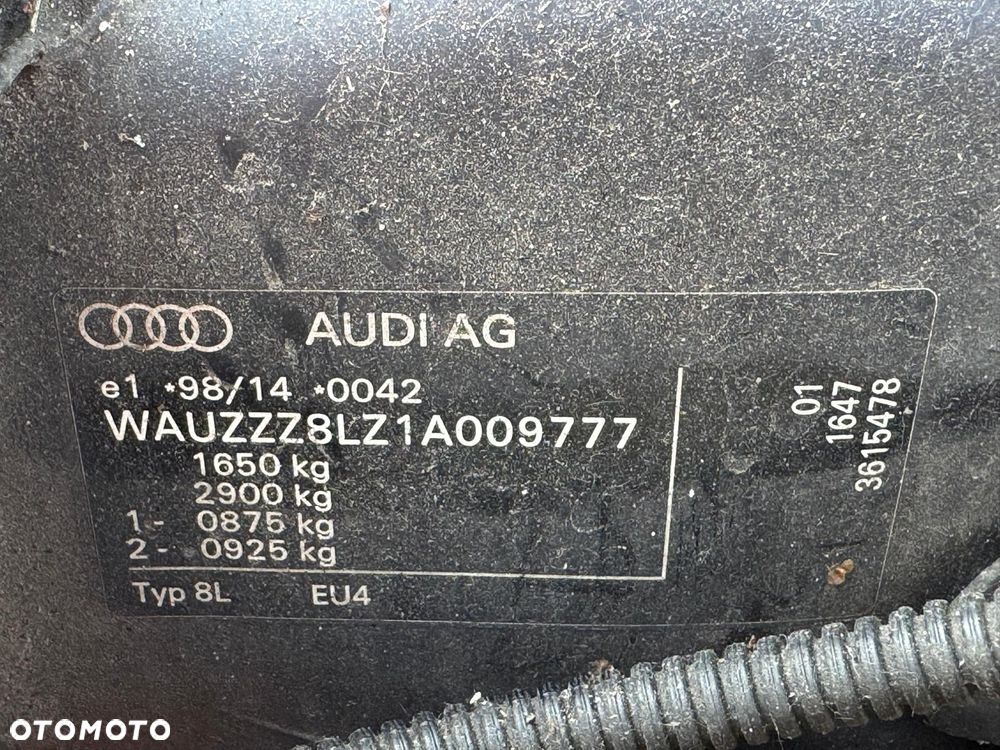 AUDI AG
e1 *98/14 *0042
WAUZZZ8LZ1A009777
1650 kg
2900 kg
1- 0875 kg
2- 0925 kg
Typ 8L EU4
01
1647
3615478
OTOMOTO